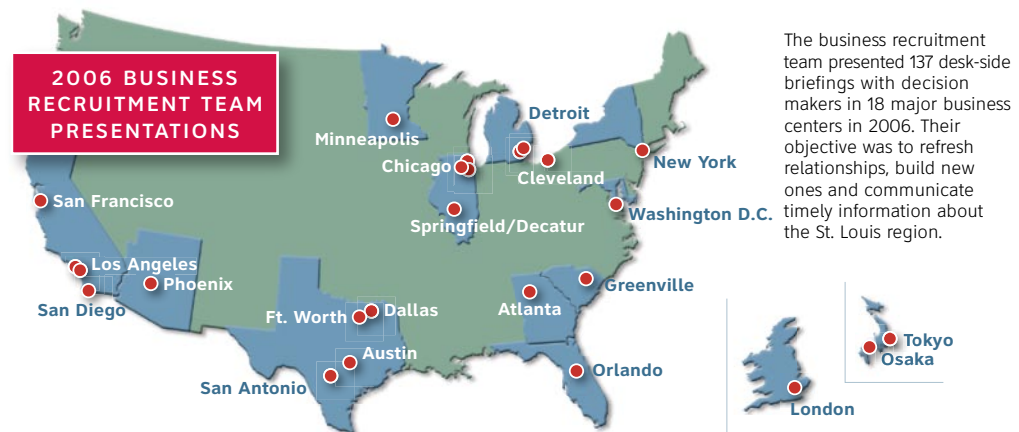 2006 BUSINESS
RECRUITMENT TEAM
PRESENTATIONS
The business recruitment
team presented 137 desk-side
briefings with decision
makers in 18 major business
centers in 2006. Their
objective was to refresh
relationships, build new
ones and communicate
timely information about
the St. Louis region.
Detroit
Minneapolis
Chicago
Cleveland
New York
San Francisco
Washington D.C.
Springfield/Decatur
Los Angeles
Phoenix
San Diego
Greenville
Atlanta
Ft. Worth
Dallas
Austin
San Antonio
Orlando
Tokyo
Osaka
London